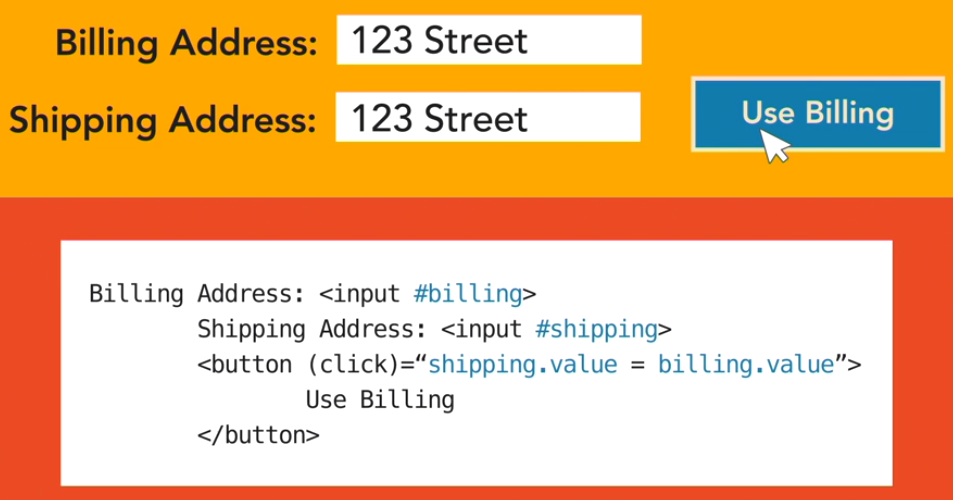 Billing Address: 123 Street
Shipping Address: 123 Street
Use Billing
Billing Address: <input #billing>
Shipping Address: <input #shipping>
<button (click)=“shipping.value = billing.value”>
Use Billing
</button>